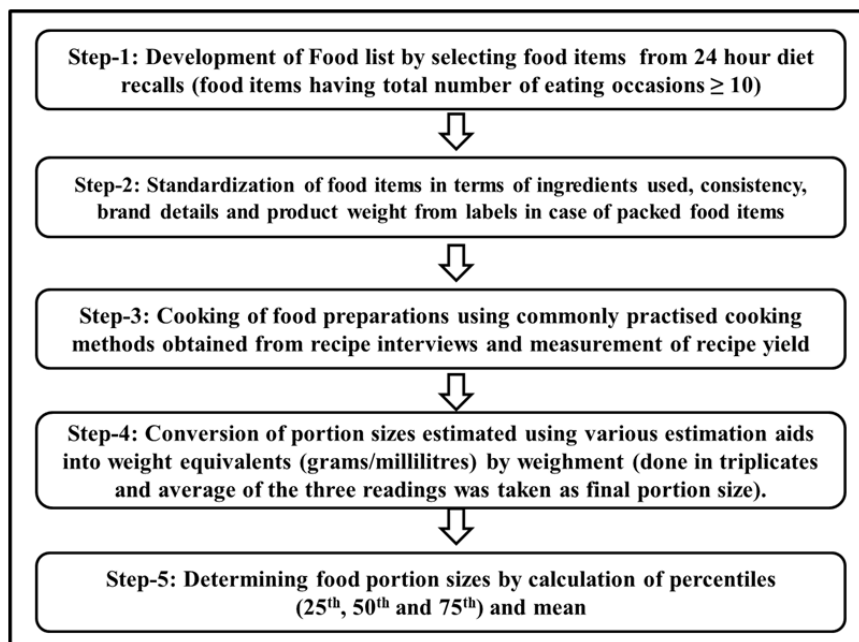 Step-1: Development of Food list by selecting food items from 24 hour diet
recalls (food items having total number of eating occasions ≥ 10)
Step-2: Standardization of food items in terms of ingredients used, consistency,
brand details and product weight from labels in case of packed food items
Step-3: Cooking of food preparations using commonly practised cooking
methods obtained from recipe interviews and measurement of recipe yield
Step-4: Conversion of portion sizes estimated using various estimation aids
into weight equivalents (grams/millilitres) by weighment (done in triplicates
and average of the three readings was taken as final portion size).
Step-5: Determining food portion sizes by calculation of percentiles
(25th, 50th and 75th) and mean